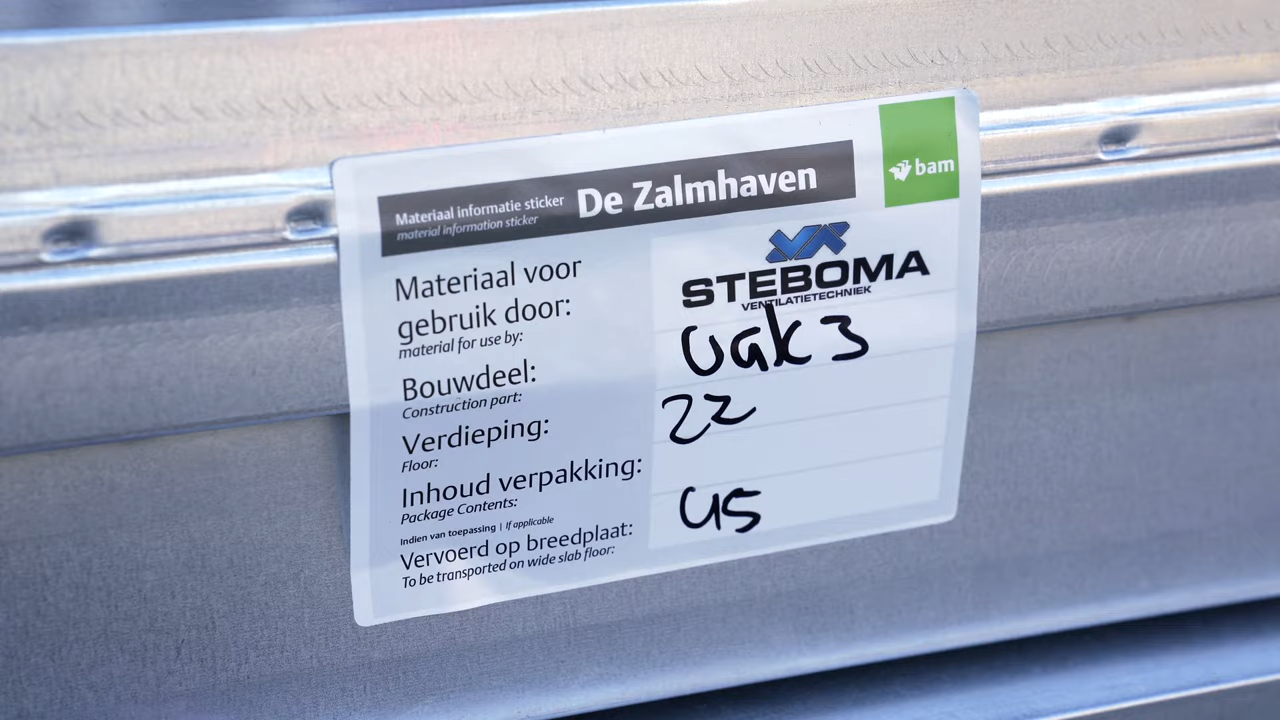 Materiaal informatie sticker
material information sticker
De Zalmhaven
bam
Materiaal voor
gebruik door:
material for use by:
STEBOMA
VENTILATIETECHNIEK
Bouwdeel:
Construction part:
Vak 3
Verdieping:
Floor:
22
Inhoud verpakking:
Package Contents:
Indien van toepassing | If applicable
Vervoerd op breedplaat:
To be transported on wide slab floor:
45